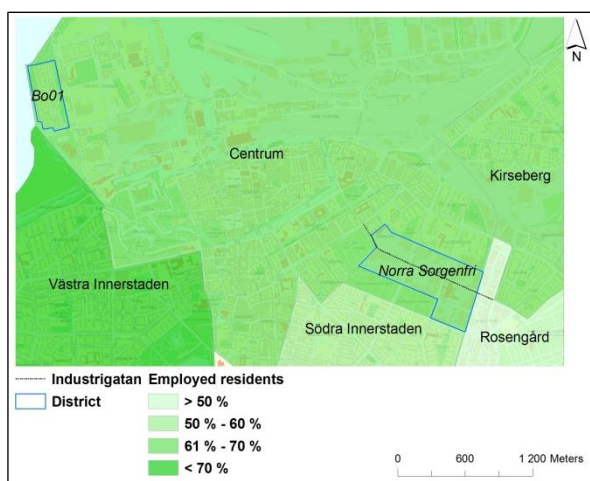 N
Bo01
Centrum
Kirseberg
Västra Innerstaden
Norra Sorgenfri
Södra Innerstaden
Rosengård
Industrigatan
District
Employed residents
> 50 %
50 % - 60 %
61 % - 70 %
< 70 %
0 600 1 200 Meters